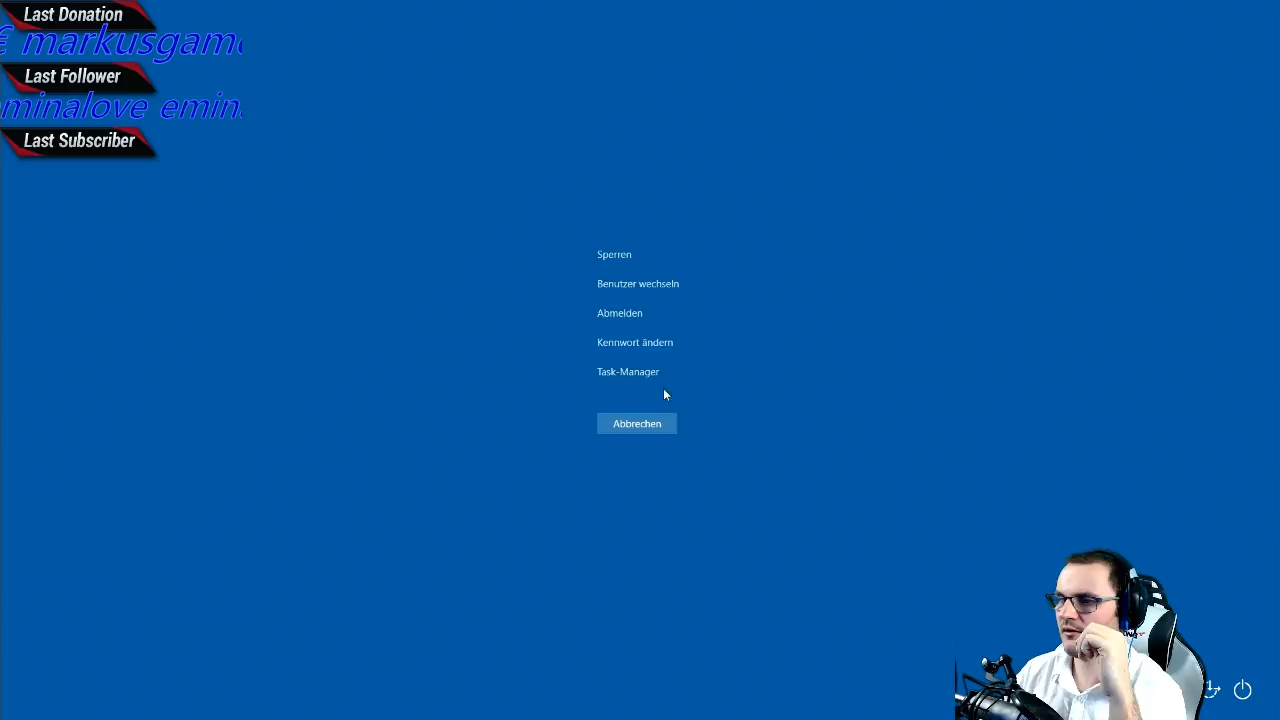 Last Donation
€ markusgam
Last Follower
minalove emin
Last Subscriber
Sperren
Benutzer wechseln
Abmelden
Kennwort ändern
Task-Manager
Abbrechen